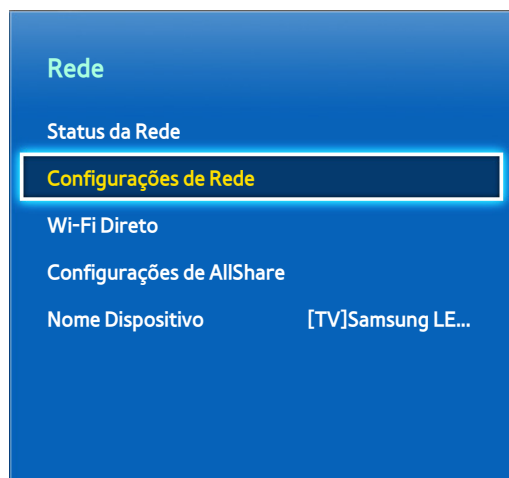 Rede
Status da Rede
Configurações de Rede
Wi-Fi Direto
Configurações de AllShare
Nome Dispositivo [TV]Samsung LE...